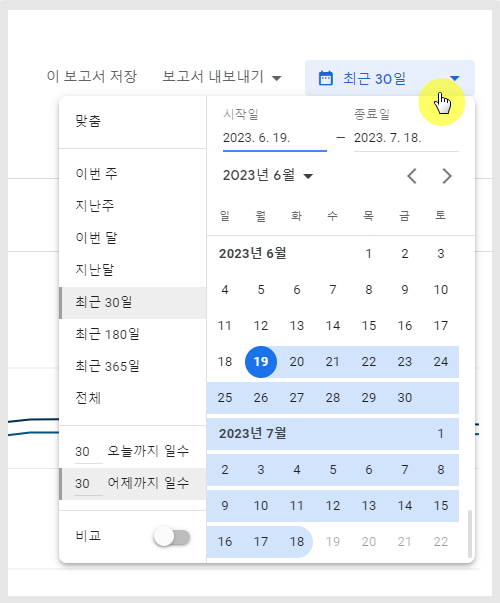 이 보고서 저장 보고서 내보내기 최근 30일
맞춤
이번 주
지난주
이번 달
지난달
최근 30일
최근 180일
최근 365일
전체
30 오늘까지 일수
30 어제까지 일수
비교
시작일 종료일
2023. 6. 19. – 2023. 7. 18.
2023년 6월
일 월 화 수 목 금 토
2023년 6월 1 2 3
4 5 6 7 8 9 10
11 12 13 14 15 16 17
18 19 20 21 22 23 24
25 26 27 28 29 30
2023년 7월 1
2 3 4 5 6 7 8
9 10 11 12 13 14 15
16 17 18 19 20 21 22